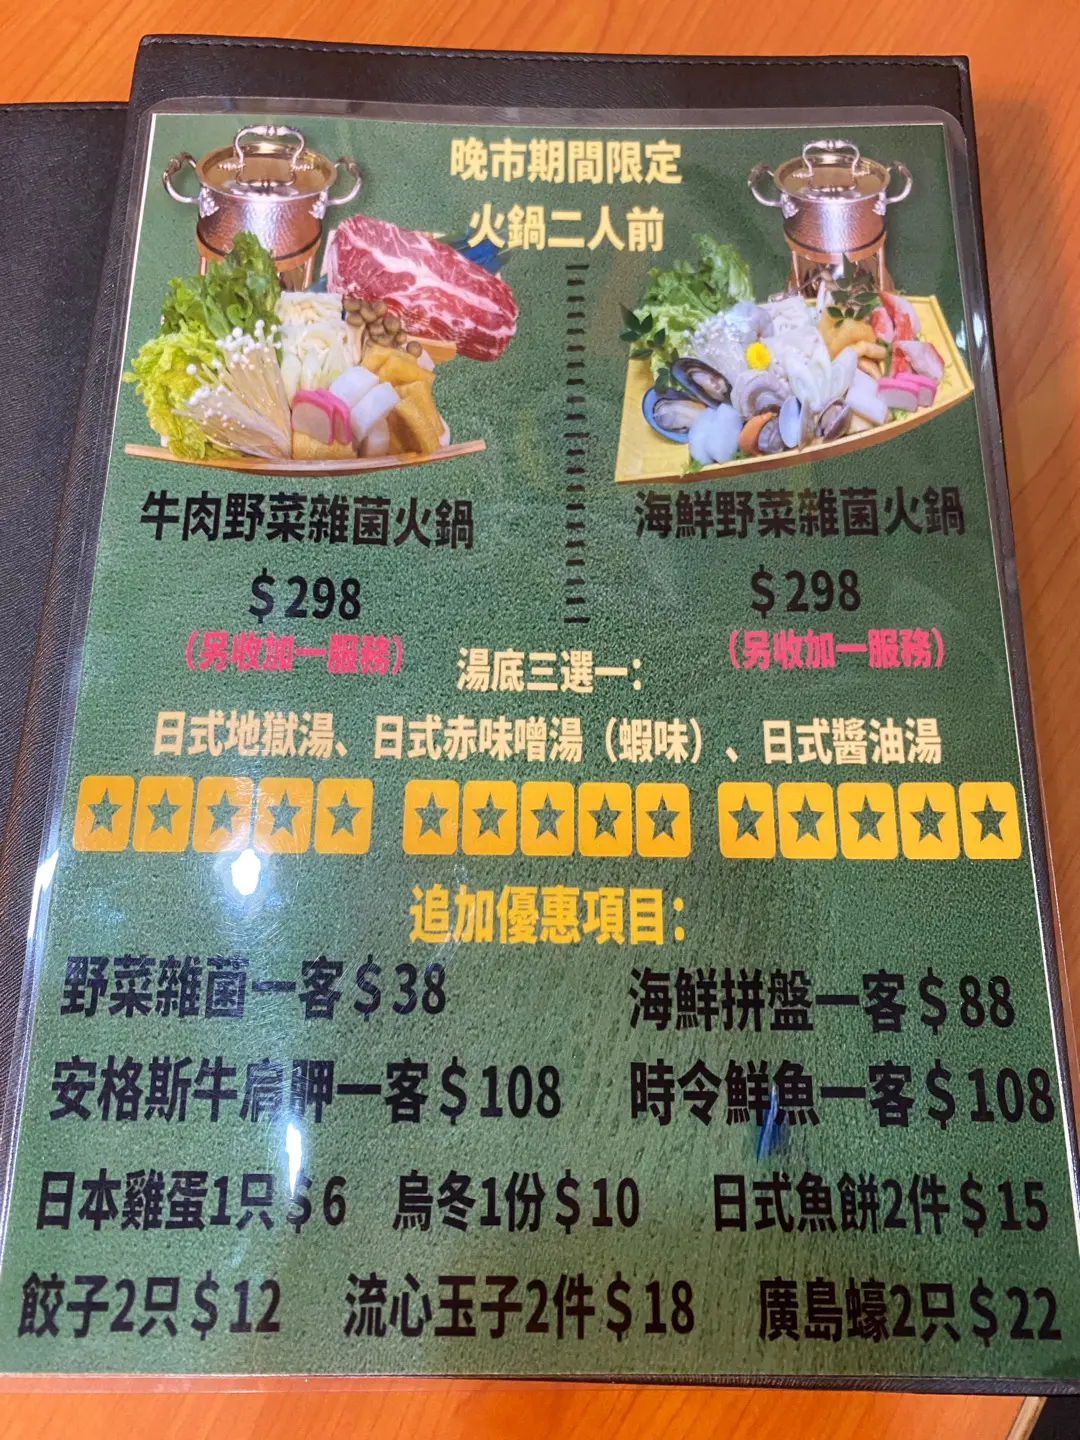 晚市期間限定
火鍋二人前
牛肉野菜雜菌火鍋
$298
(另收加一服務)
海鮮野菜雜菌火鍋
$298
(另收加一服務)
湯底三選一:
日式地獄湯、日式赤味噌湯(蝦味)、日式醬油湯
追加優惠項目:
野菜雜菌一客$38
海鮮拼盤一客$88
安格斯牛肩胛一客$108
時令鮮魚一客$108
日本雞蛋1只$6
烏冬1份$10
日式魚餅2件$15
餃子2只$12
流心玉子2件$18
廣島蠔2只$22